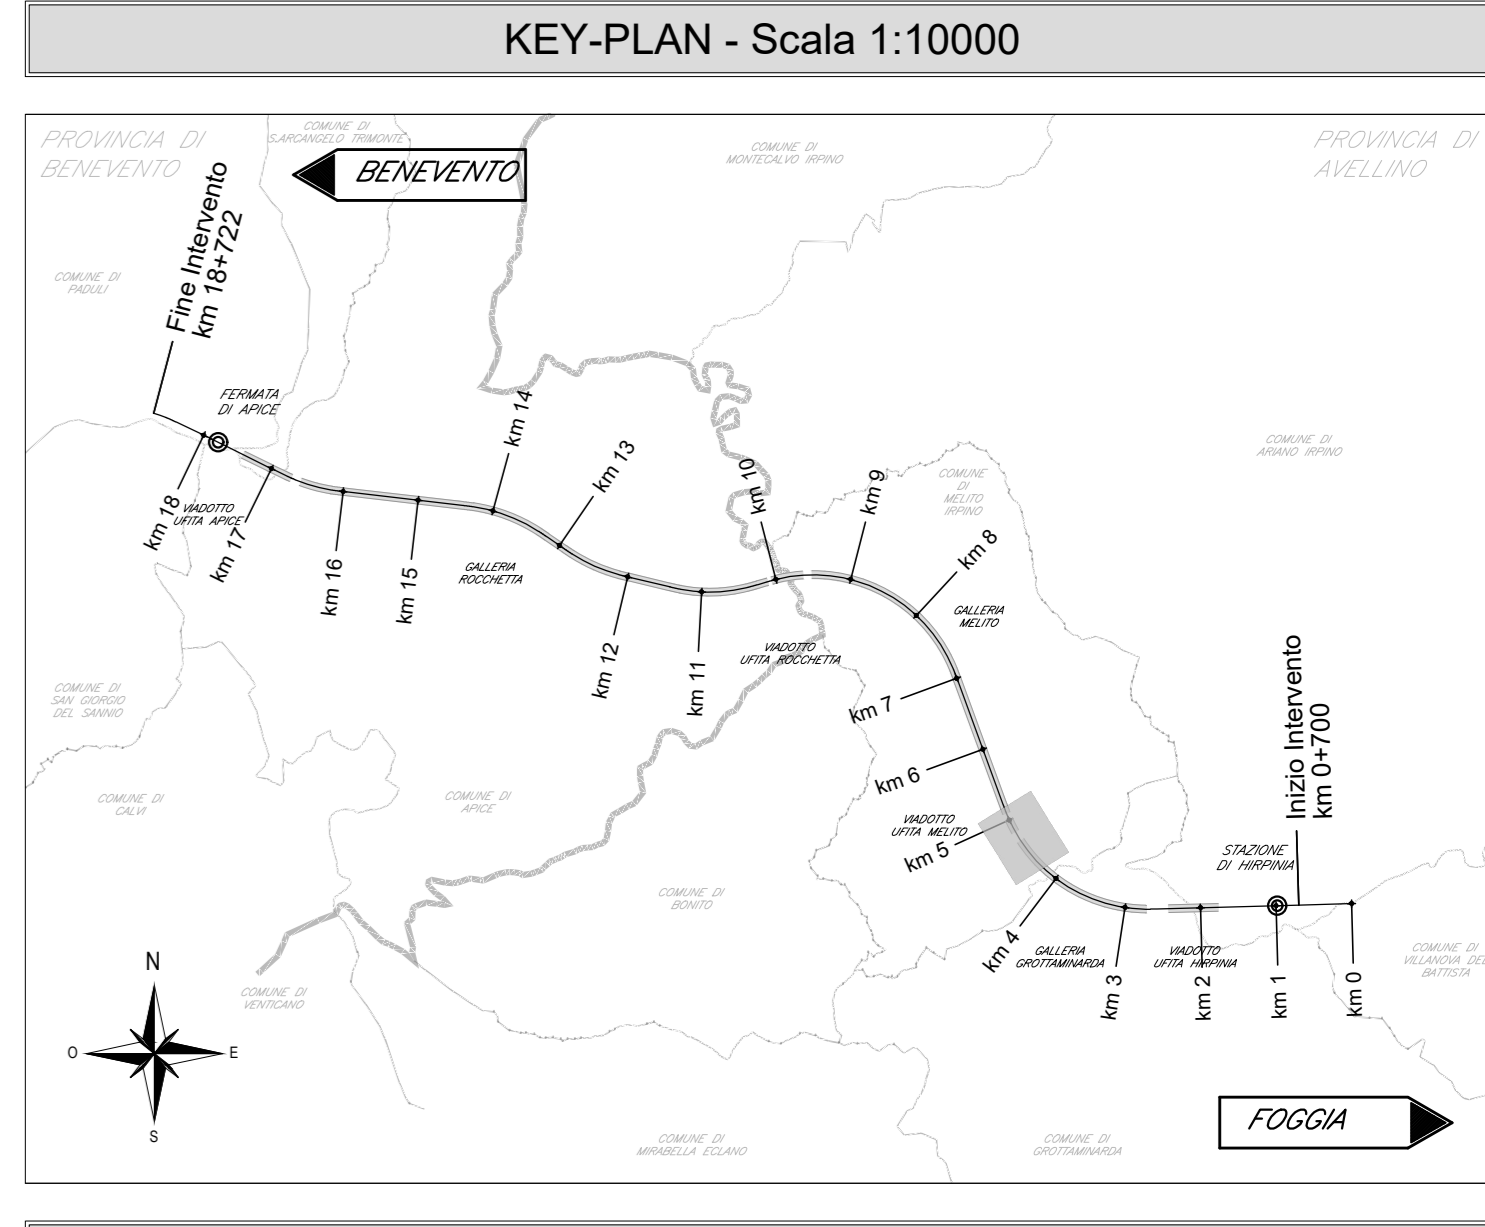 KEY-PLAN - Scala 1:10000
PROVINCIA DI
BENEVENTO
COMUNE DI
S.ARCANGELO TRIMONTE
BENEVENTO
COMUNE DI
MONTECALVO IRPINO
PROVINCIA DI
AVELLINO
Fine Intervento
km 18+722
COMUNE DI
PADULI
FERMATA
DI APICE
km 14
km 13
km 10
km 9
COMUNE
DI
MELITO
IRPINO
COMUNE DI
ARIANO IRPINO
km 18
VIADOTTO
UFITA APICE
km 17
km 16
km 15
GALLERIA
ROCCHETTA
km 8
GALLERIA
MELITO
km 12
km 11
VIADOTTO
UFITA ROCCHETTA
km 7
COMUNE DI
SAN GIORGIO
DEL SANNIO
Inizio Intervento
km 0+700
km 6
COMUNE DI
CALVI
COMUNE DI
APICE
VIADOTTO
UFITA MELITO
km 5
STAZIONE
DI HIRPINIA
COMUNE DI
BONITO
km 4
GALLERIA
GROTTAMINARDA
km 3
VIADOTTO
UFITA HIRPINIA
km 2
km 1
km 0
COMUNE DI
VILLANOVA DEL
BATTISTA
COMUNE DI
VENTICANO
N
O
E
S
FOGGIA
COMUNE DI
MIRABELLA ECLANO
COMUNE DI
GROTTAMINARDA